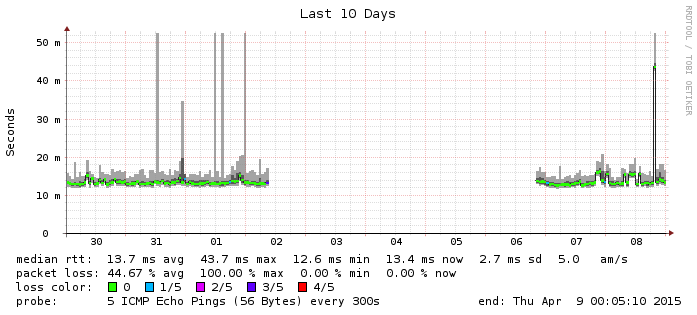 Last 10 Days
RRDTOOL / TOBI OETIKER
Seconds
50 m
40 m
30 m
20 m
10 m
0
30 31 01 02 03 04 05 06 07 08
median rtt: 13.7 ms avg 43.7 ms max 12.6 ms min 13.4 ms now 2.7 ms sd 5.0 am/s
packet loss: 44.67 % avg 100.00 % max 0.00 % min 0.00 % now
loss color: 0 1/5 2/5 3/5 4/5
probe: 5 ICMP Echo Pings (56 Bytes) every 300s end: Thu Apr 9 00:05:10 2015